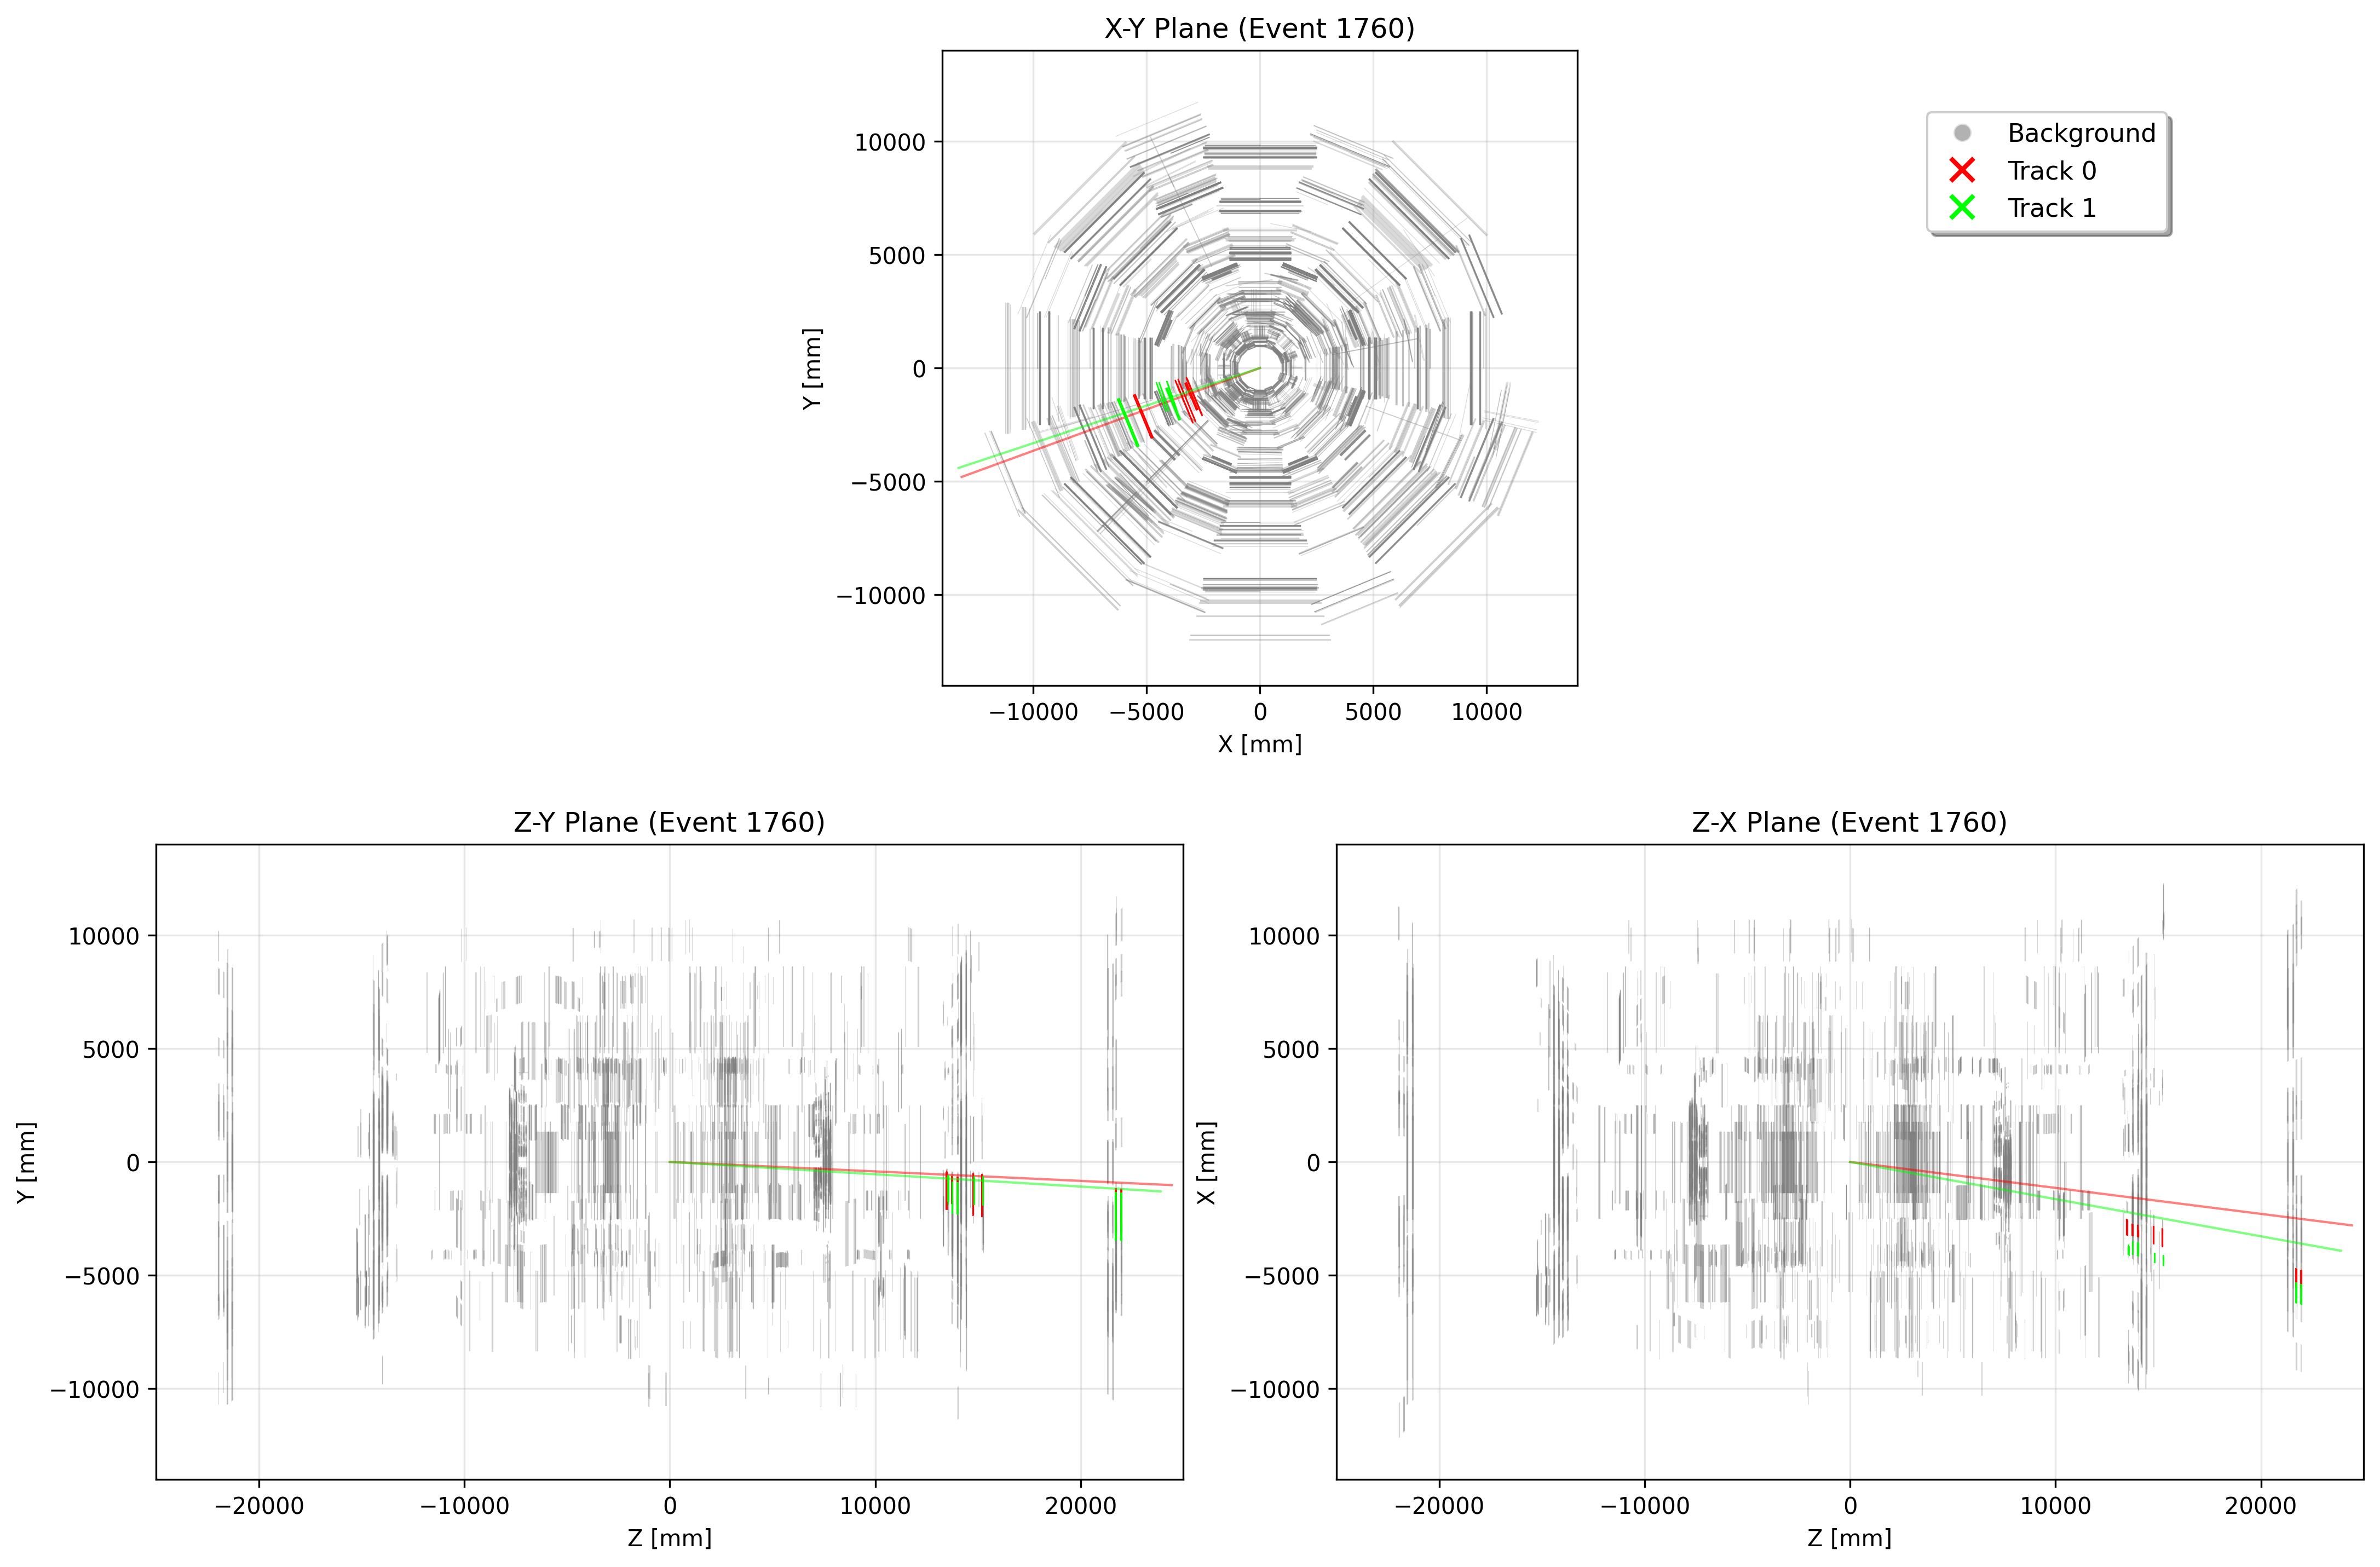 X-Y Plane (Event 1760)
Background
Track 0
Track 1
10000
5000
0
−5000
−10000
Y [mm]
−10000 −5000 0 5000 10000
X [mm]
Z-Y Plane (Event 1760)
10000
5000
0
−5000
−10000
Y [mm]
−20000 −10000 0 10000 20000
Z [mm]
Z-X Plane (Event 1760)
10000
5000
0
−5000
−10000
X [mm]
−20000 −10000 0 10000 20000
Z [mm]